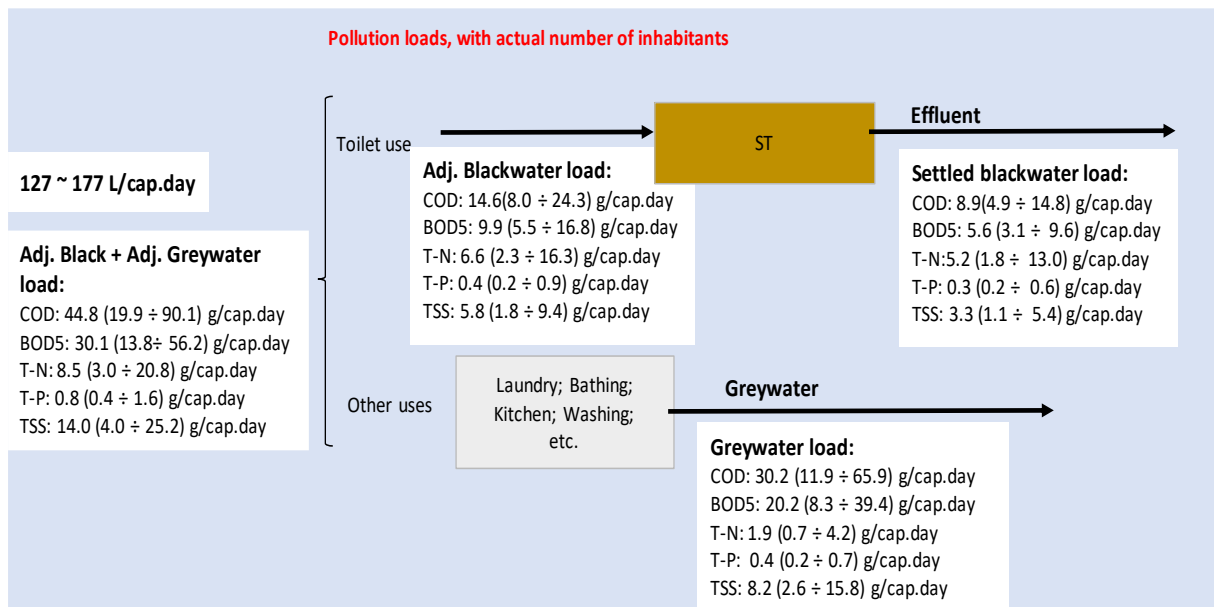 Pollution loads, with actual number of inhabitants
127 ~ 177 L/cap.day
Adj. Black + Adj. Greywater
load:
COD: 44.8 (19.9 ÷ 90.1) g/cap.day
BOD5: 30.1 (13.8÷ 56.2) g/cap.day
T-N: 8.5 (3.0 ÷ 20.8) g/cap.day
T-P: 0.8 (0.4 ÷ 1.6) g/cap.day
TSS: 14.0 (4.0 ÷ 25.2) g/cap.day
Toilet use
Adj. Blackwater load:
COD: 14.6(8.0 ÷ 24.3) g/cap.day
BOD5: 9.9 (5.5 ÷ 16.8) g/cap.day
T-N: 6.6 (2.3 ÷ 16.3) g/cap.day
T-P: 0.4 (0.2 ÷ 0.9) g/cap.day
TSS: 5.8 (1.8 ÷ 9.4) g/cap.day
ST
Effluent
Settled blackwater load:
COD: 8.9(4.9 ÷ 14.8) g/cap.day
BOD5: 5.6 (3.1 ÷ 9.6) g/cap.day
T-N:5.2 (1.8 ÷ 13.0) g/cap.day
T-P: 0.3 (0.2 ÷ 0.6) g/cap.day
TSS: 3.3 (1.1 ÷ 5.4) g/cap.day
Other uses
Laundry; Bathing;
Kitchen; Washing;
etc.
Greywater
Greywater load:
COD: 30.2 (11.9 ÷ 65.9) g/cap.day
BOD5: 20.2 (8.3 ÷ 39.4) g/cap.day
T-N: 1.9 (0.7 ÷ 4.2) g/cap.day
T-P: 0.4 (0.2 ÷ 0.7) g/cap.day
TSS: 8.2 (2.6 ÷ 15.8) g/cap.day